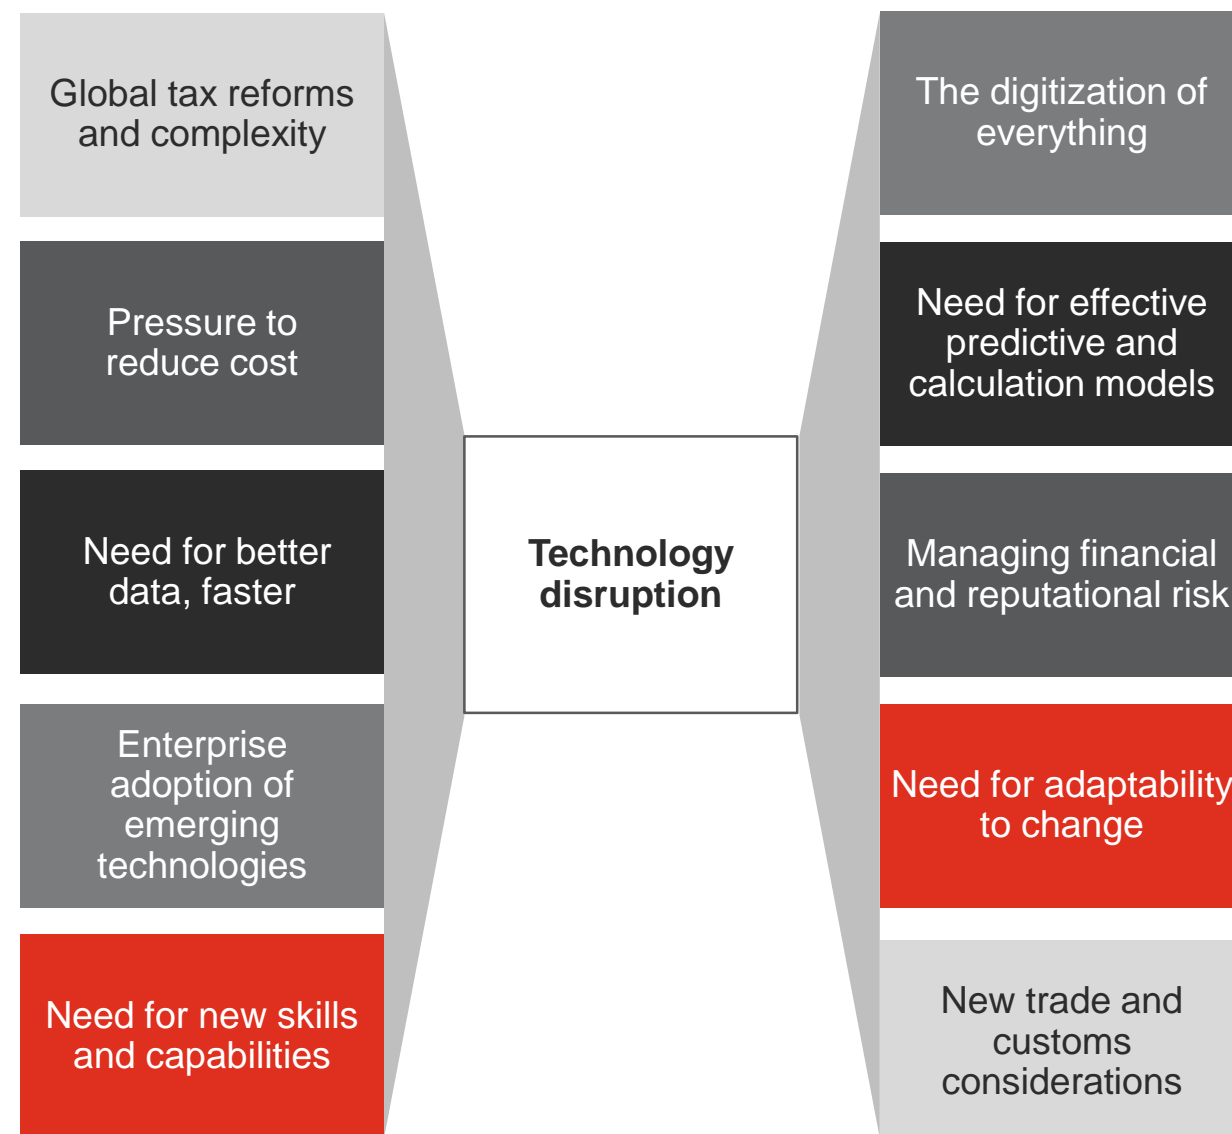 Global tax reforms
and complexity
Pressure to
reduce cost
Need for better
data, faster
Enterprise
adoption of
emerging
technologies
Need for new skills
and capabilities
Technology
disruption
The digitization of
everything
Need for effective
predictive and
calculation models
Managing financial
and reputational risk
Need for adaptability
to change
New trade and
customs
considerations